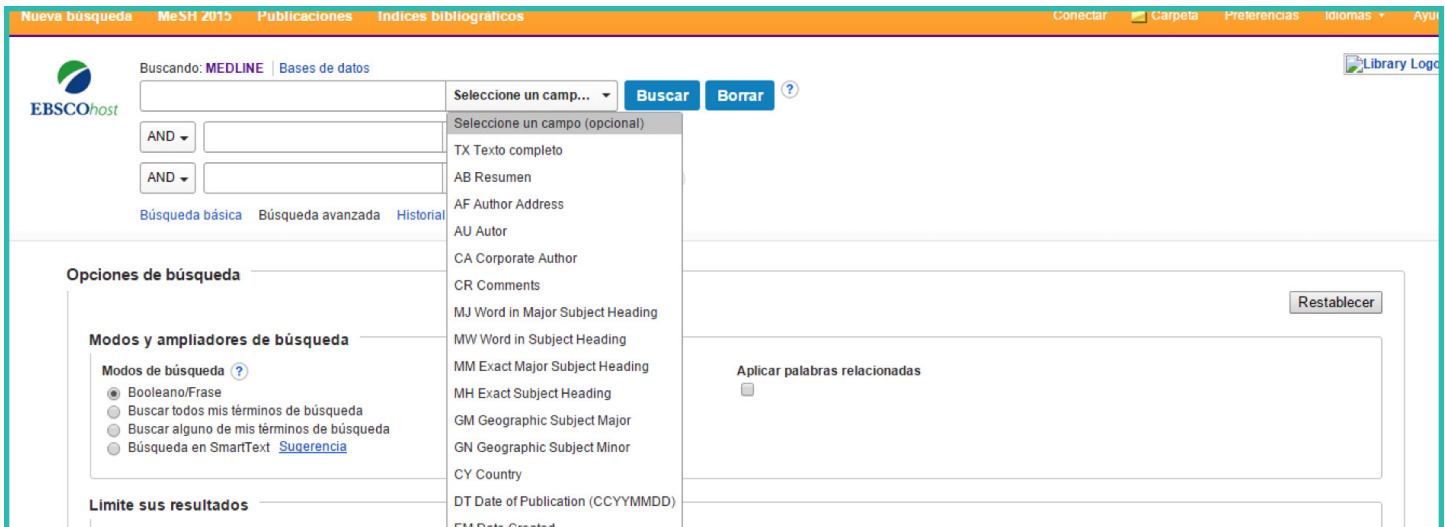 Nueva búsqueda MeSH 2015 Publicaciones Indices bibliográficos Conectar Carpeta Preferencias Idiomas
Buscando: MEDLINE Bases de datos
Library Logo
EBSCOhost
Seleccione un camp... Buscar Borrar ?
Seleccione un campo (opcional)
AND
TX Texto completo
AND
AB Resumen
AF Author Address
Búsqueda básica Búsqueda avanzada Historial
AU Autor
CA Corporate Author
Opciones de búsqueda
CR Comments
Restablecer
MJ Word in Major Subject Heading
Modos y ampliadores de búsqueda
MW Word in Subject Heading
Modos de búsqueda ?
MM Exact Major Subject Heading
Aplicar palabras relacionadas
Booleano/Frase
MH Exact Subject Heading
Buscar todos mis términos de búsqueda
GM Geographic Subject Major
Buscar alguno de mis términos de búsqueda
GN Geographic Subject Minor
Búsqueda en SmartText Sugerencia
CY Country
DT Date of Publication (CCYYMMDD)
Limite sus resultados